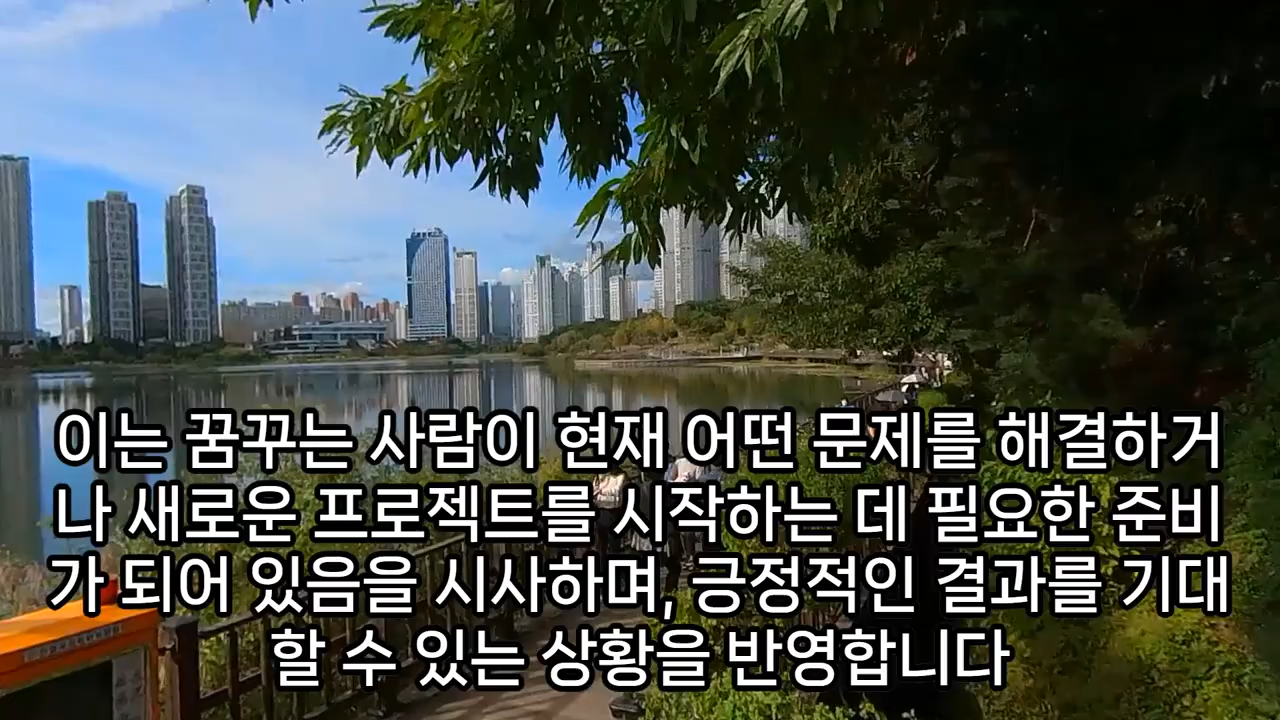 이는 꿈꾸는 사람이 현재 어떤 문제를 해결하거
나 새로운 프로젝트를 시작하는 데 필요한 준비
가 되어 있음을 시사하며, 긍정적인 결과를 기대
할 수 있는 상황을 반영합니다